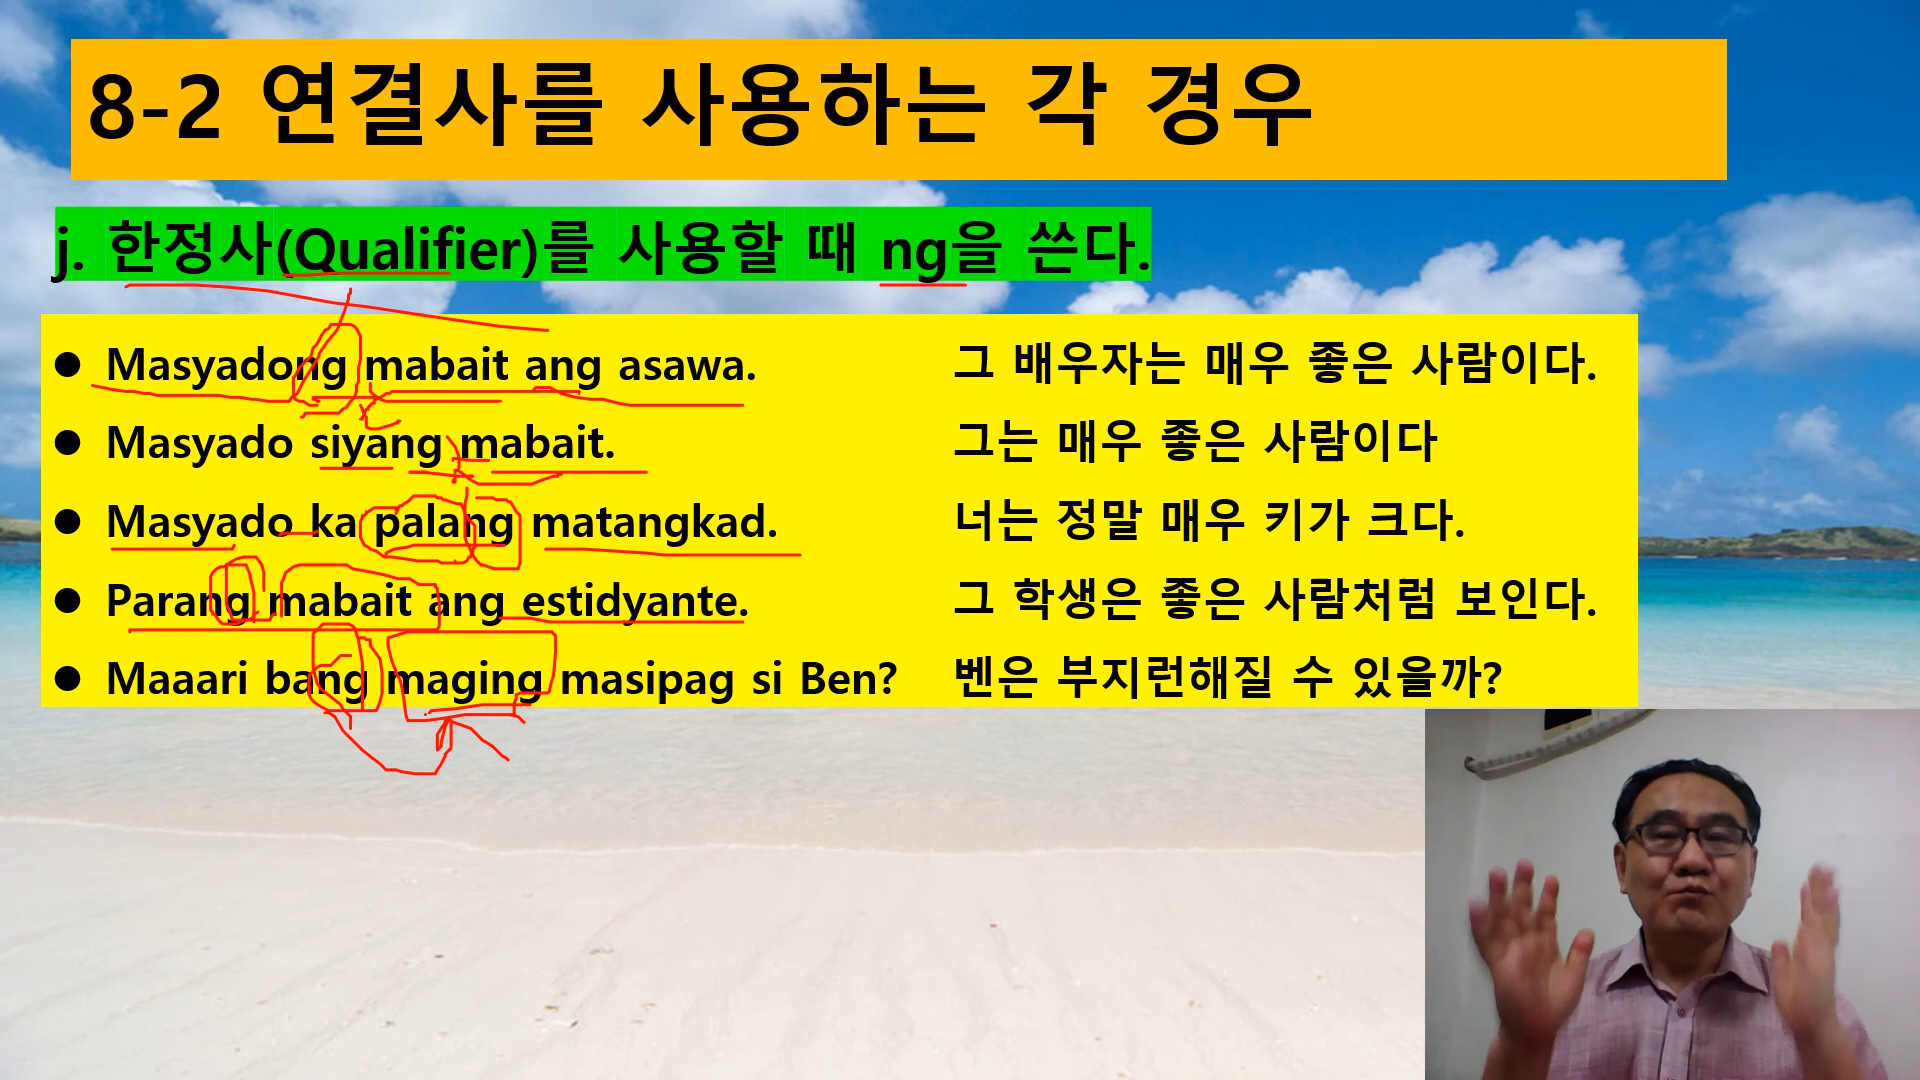 8-2 연결사를 사용하는 각 경우
j. 한정사(Qualifier)를 사용할 때 ng을 쓴다.
● Masyadong mabait ang asawa. 그 배우자는 매우 좋은 사람이다.
● Masyado siyang mabait. 그는 매우 좋은 사람이다
● Masyado ka palang matangkad. 너는 정말 매우 키가 크다.
● Parang mabait ang estidyante. 그 학생은 좋은 사람처럼 보인다.
● Maaari bang maging masipag si Ben? 벤은 부지런해질 수 있을까?